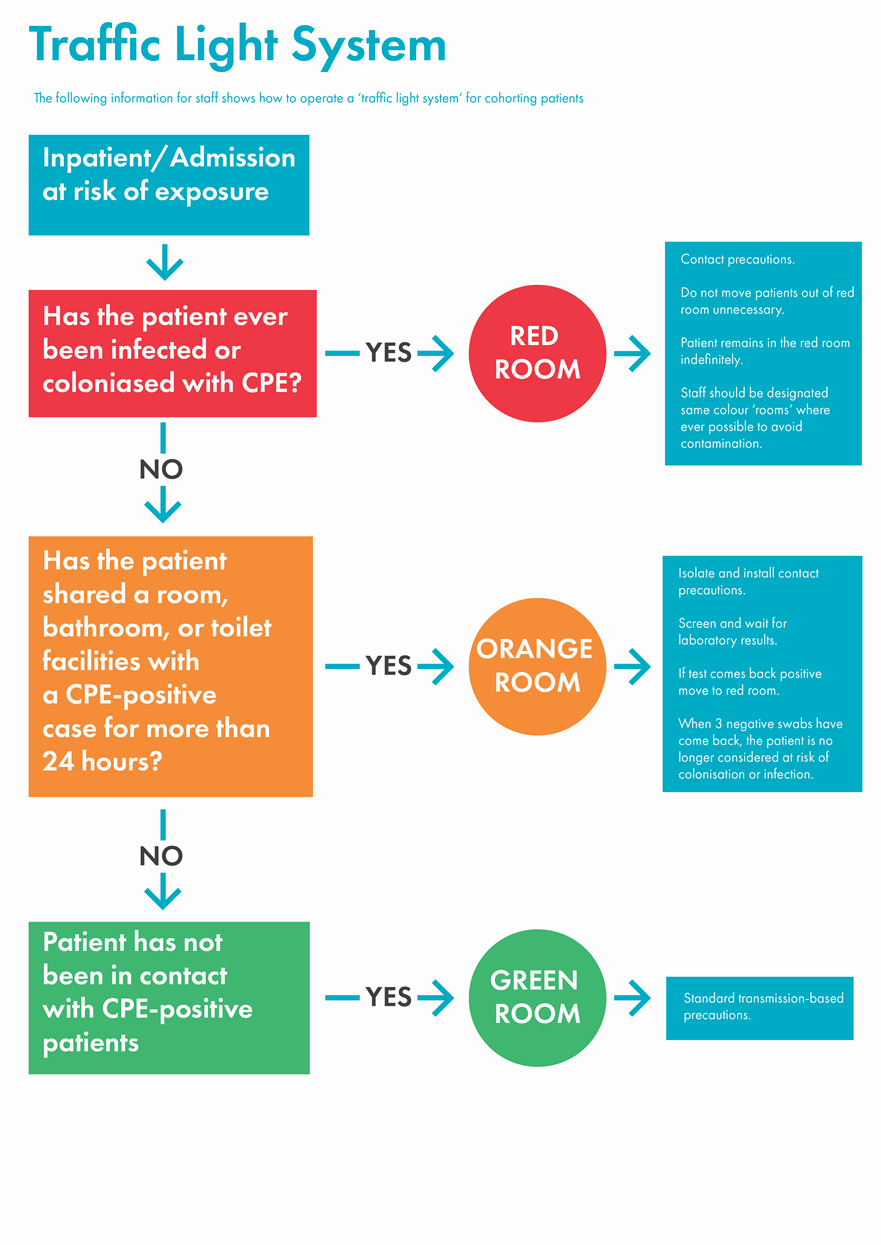 Traffic Light System
The following information for staff shows how to operate a ‘traffic light system’ for cohorting patients
Inpatient/Admission
at risk of exposure
Has the patient ever
been infected or
coloniased with CPE?
YES
RED
ROOM
Contact precautions.
Do not move patients out of red
room unnecessary.
Patient remains in the red room
indefinitely.
Staff should be designated
same colour ‘rooms’ where
ever possible to avoid
contamination.
NO
Has the patient
shared a room,
bathroom, or toilet
facilities with
a CPE-positive
case for more than
24 hours?
YES
ORANGE
ROOM
Isolate and install contact
precautions.
Screen and wait for
laboratory results.
If test comes back positive
move to red room.
When 3 negative swabs have
come back, the patient is no
longer considered at risk of
colonisation or infection.
NO
Patient has not
been in contact
with CPE-positive
patients
YES
GREEN
ROOM
Standard transmission-based
precautions.